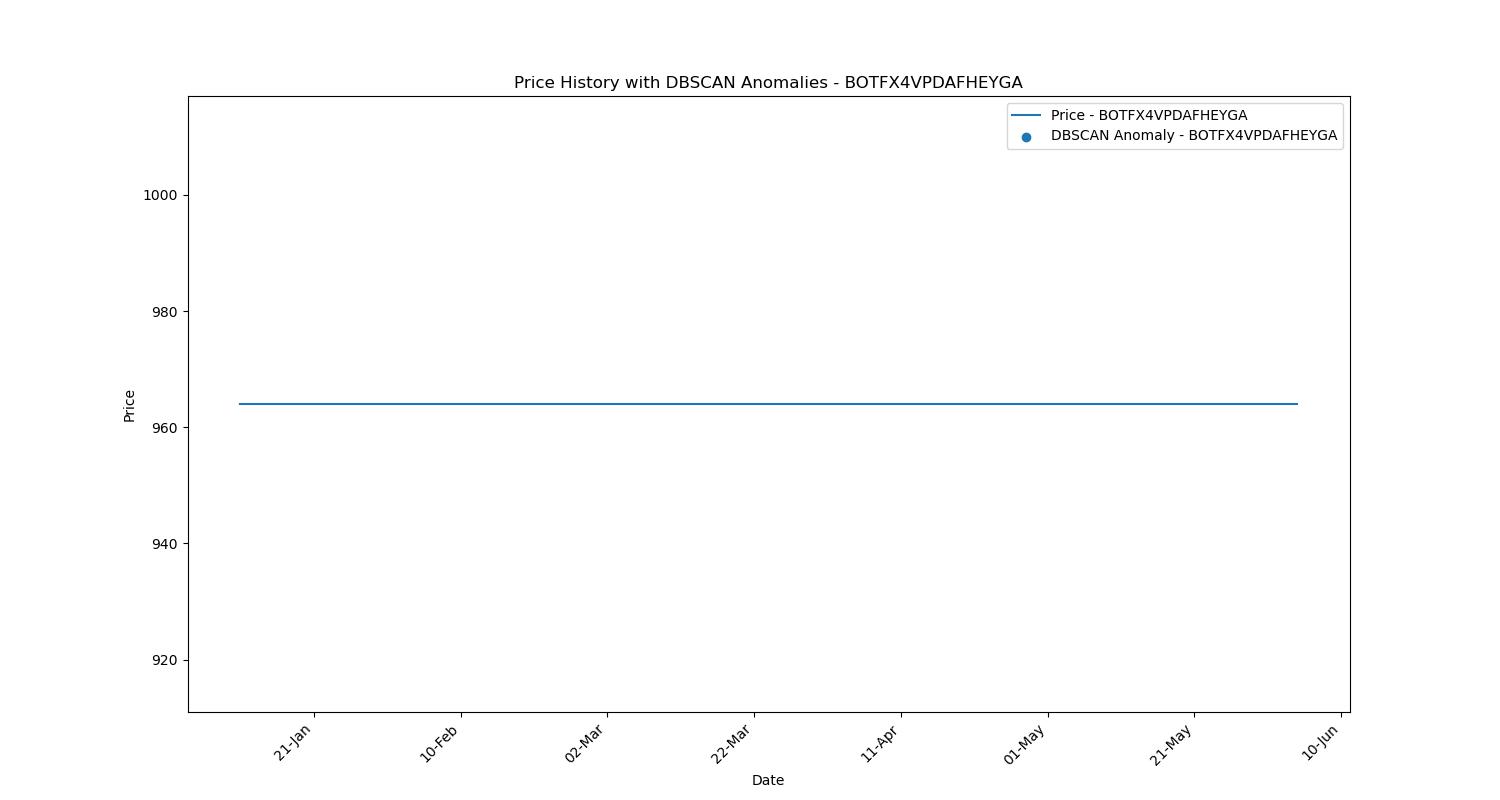 Price History with DBSCAN Anomalies - BOTFX4VPDAFHEYGA
Price - BOTFX4VPDAFHEYGA
DBSCAN Anomaly - BOTFX4VPDAFHEYGA
1000
980
960
940
920
Price
21-Jan
10-Feb
02-Mar
22-Mar
11-Apr
01-May
21-May
10-Jun
Date